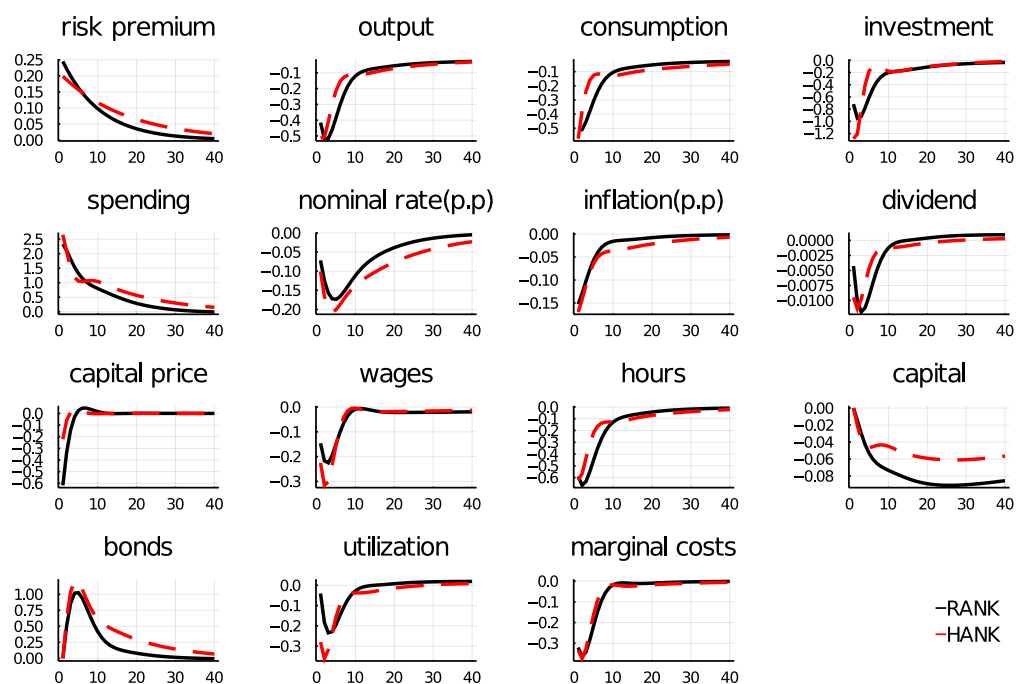 risk premium output consumption investment
0.25 0.20 0.15 0.10 0.05 0.00
0 10 20 30 40
−0.1 −0.2 −0.3 −0.4 −0.5
0 10 20 30 40
−0.1 −0.2 −0.3 −0.4 −0.5
0 10 20 30 40
0.0 −0.2 −0.4 −0.6 −0.8 −1.0 −1.2
0 10 20 30 40
spending nominal rate(p.p) inflation(p.p) dividend
2.5 2.0 1.5 1.0 0.5 0.0
0 10 20 30 40
0.00 −0.05 −0.10 −0.15 −0.20
0 10 20 30 40
0.00 −0.05 −0.10 −0.15
0 10 20 30 40
0.0000 −0.0025 −0.0050 −0.0075 −0.0100
0 10 20 30 40
capital price wages hours capital
0.0 −0.1 −0.2 −0.3 −0.4 −0.5 −0.6
0 10 20 30 40
0.0 −0.1 −0.2 −0.3
0 10 20 30 40
0.0 −0.1 −0.2 −0.3 −0.4 −0.5 −0.6
0 10 20 30 40
0.00 −0.02 −0.04 −0.06 −0.08
0 10 20 30 40
bonds utilization marginal costs
1.00 0.75 0.50 0.25 0.00
0 10 20 30 40
0.0 −0.1 −0.2 −0.3
0 10 20 30 40
0.0 −0.1 −0.2 −0.3
0 10 20 30 40
RANK
HANK